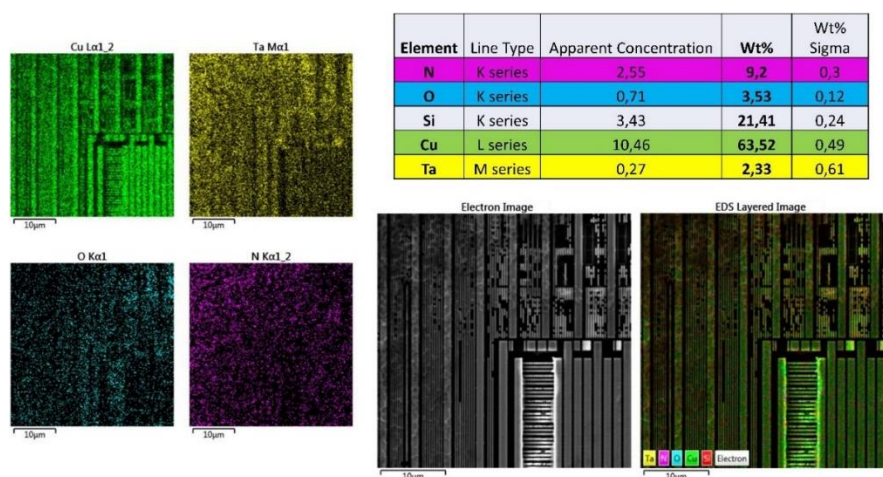 Cu Lα1_2
Ta Mα1
10µm
10µm
O Kα1
N Kα1_2
10µm
10µm
Element Line Type Apparent Concentration Wt% Wt% Sigma
N K series 2,55 9,2 0,3
O K series 0,71 3,53 0,12
Si K series 3,43 21,41 0,24
Cu L series 10,46 63,52 0,49
Ta M series 0,27 2,33 0,61
Electron Image
EDS Layered Image
10µm
Ta N O Cu Si Electron
10µm